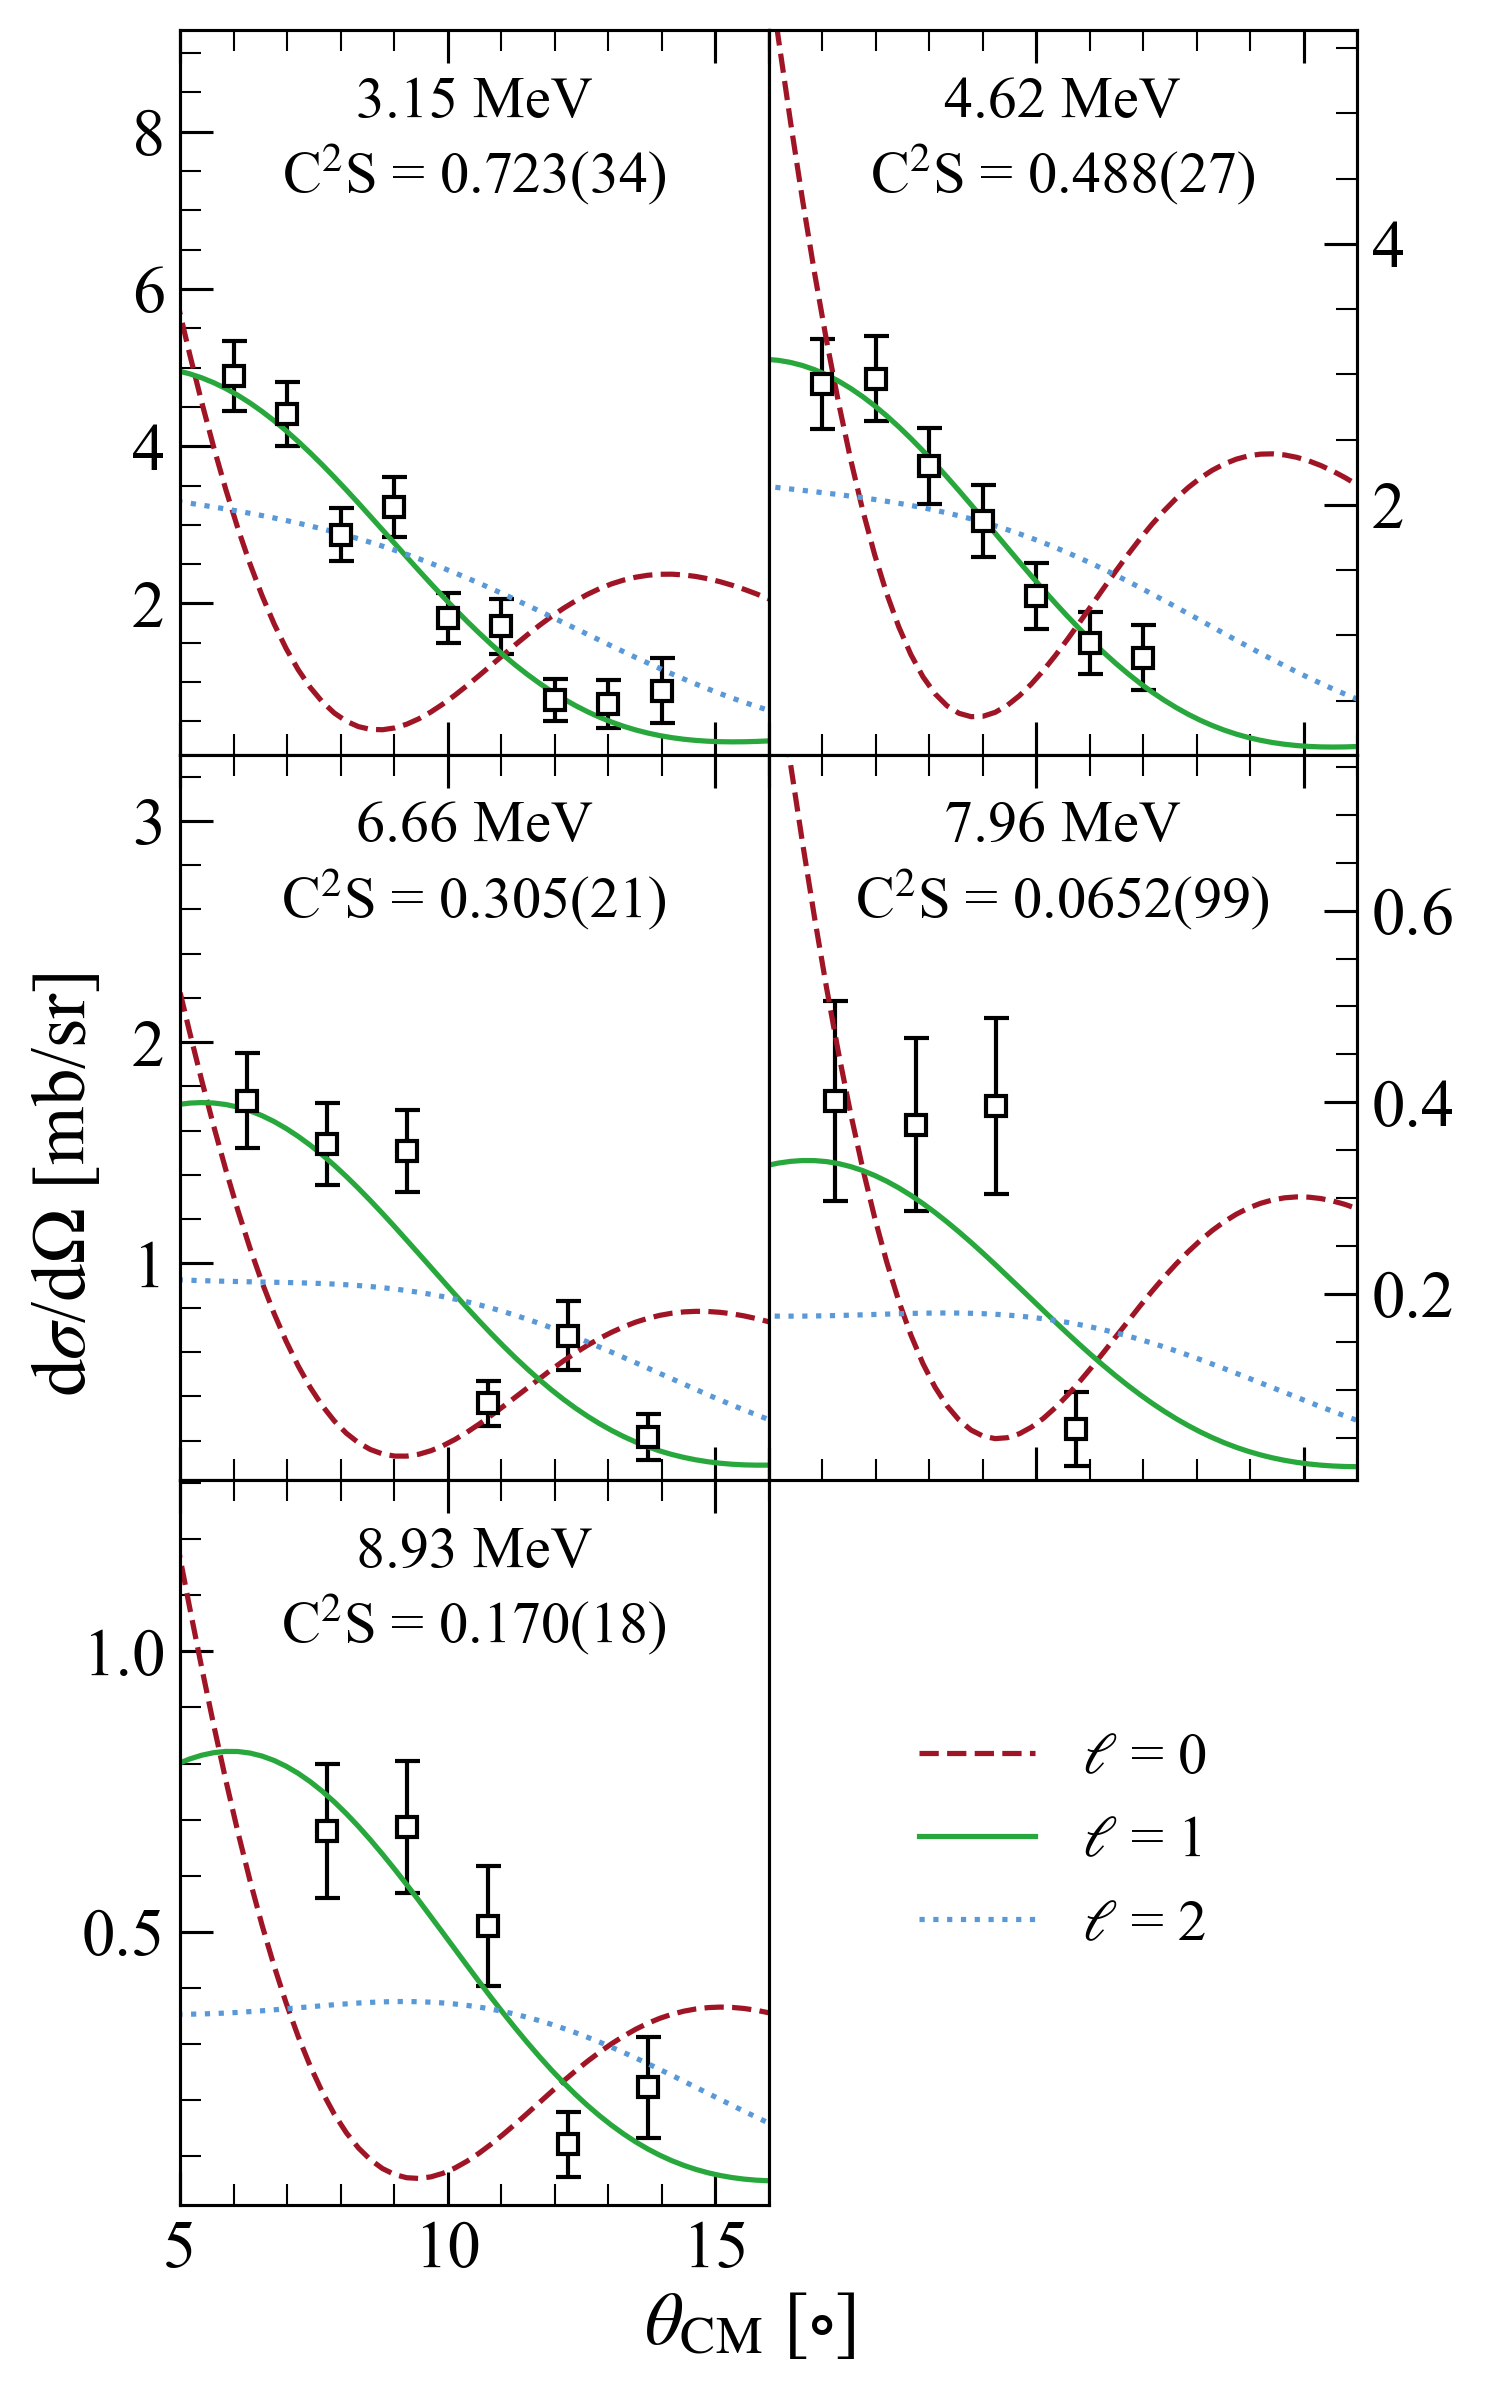 3.15 MeV
C²S = 0.723(34)
8
6
4
2
4.62 MeV
C²S = 0.488(27)
4
2
6.66 MeV
C²S = 0.305(21)
3
2
1
7.96 MeV
C²S = 0.0652(99)
0.6
0.4
0.2
dσ/dΩ [mb/sr]
8.93 MeV
C²S = 0.170(18)
1.0
0.5
ℓ = 0
ℓ = 1
ℓ = 2
5 10 15
θCM [∘]